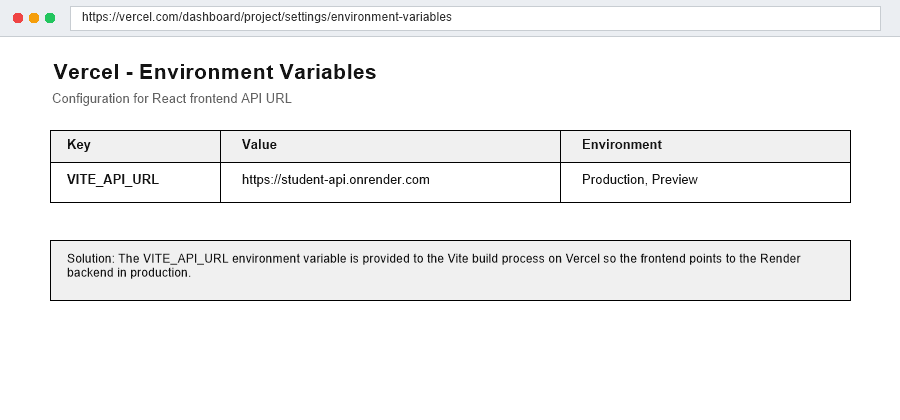 https://vercel.com/dashboard/project/settings/environment-variables
Vercel - Environment Variables
Configuration for React frontend API URL
Key Value Environment
VITE_API_URL https://student-api.onrender.com Production, Preview
Solution: The VITE_API_URL environment variable is provided to the Vite build process on Vercel so the frontend points to the Render
backend in production.